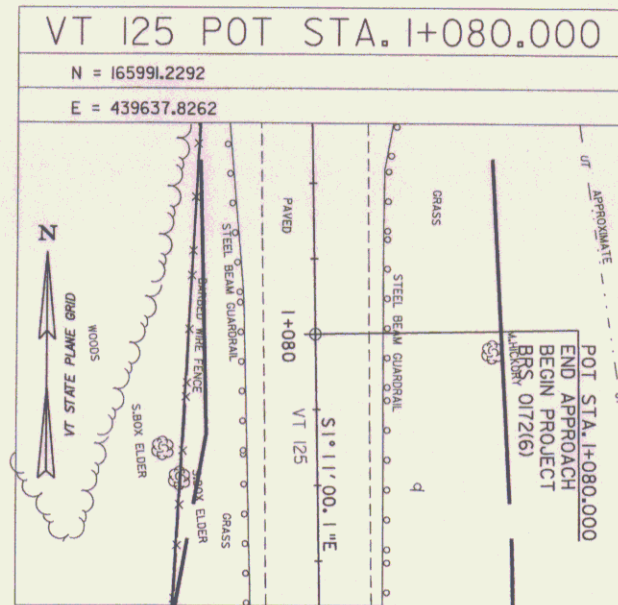 VT 125 POT STA. 1+080.000
N = 165991.2292
E = 439637.8262
UT
APPROXIMATE
GRASS
PAVED
STEEL BEAM GUARDRAIL
STEEL BEAM GUARDRAIL
BARBED WIRE FENCE
N
VT STATE PLANE GRID
WOODS
1+080
M.HICKORY
POT STA. 1+080.000
END APPROACH
BEGIN PROJECT
BRS 0172(6)
S.BOX ELDER
S.BOX ELDER
VT 125
S1°11'00.1"E
GRASS